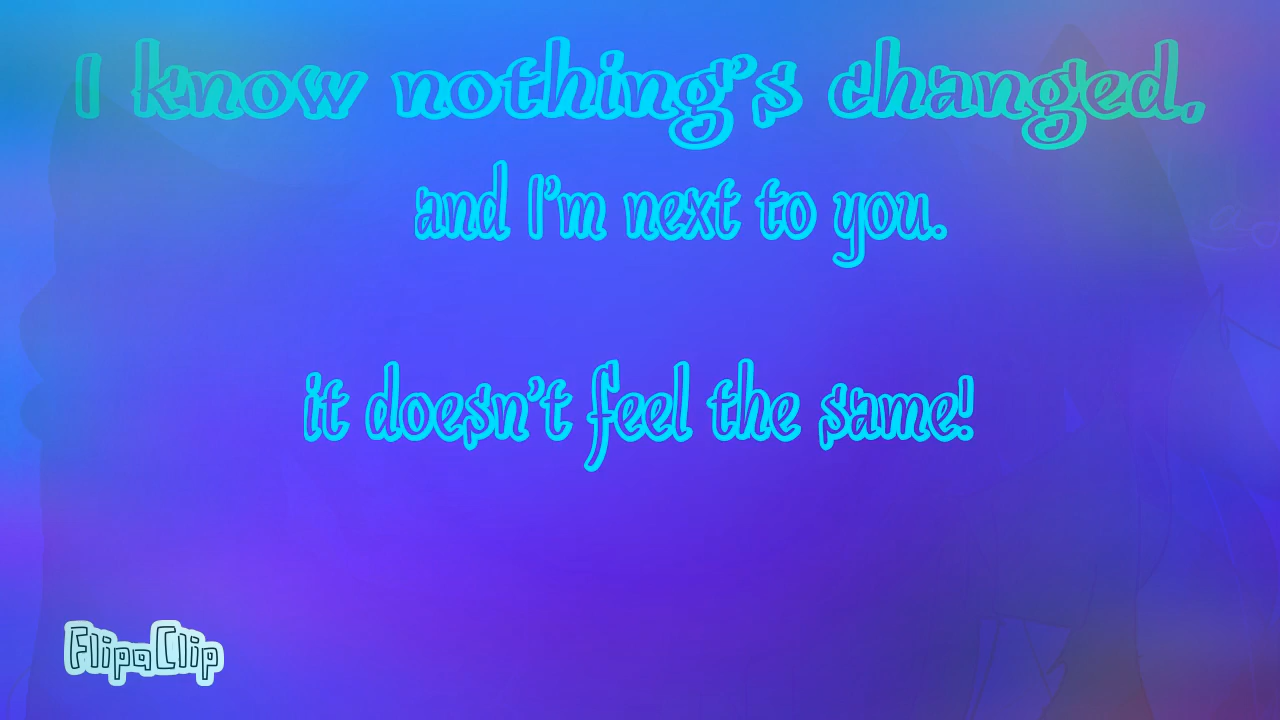 I know nothing's changed,
and I'm next to you.
it doesn't feel the same!
FlipaClip